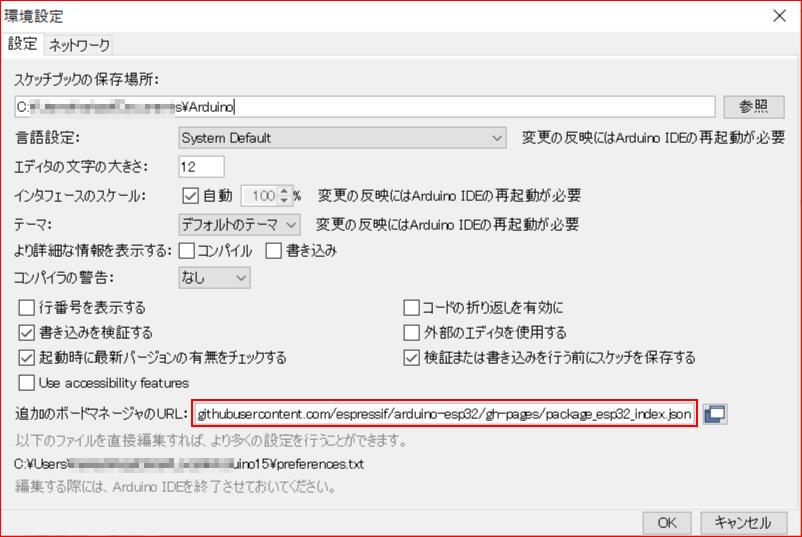 環境設定
設定 ネットワーク
スケッチブックの保存場所:
C: s¥Arduino 参照
言語設定: System Default 変更の反映にはArduino IDEの再起動が必要
エディタの文字の大きさ: 12
インタフェースのスケール: 自動 100 % 変更の反映にはArduino IDEの再起動が必要
テーマ: デフォルトのテーマ 変更の反映にはArduino IDEの再起動が必要
より詳細な情報を表示する: コンパイル 書き込み
コンパイラの警告: なし
行番号を表示する コードの折り返しを有効に
書き込みを検証する 外部のエディタを使用する
起動時に最新バージョンの有無をチェックする 検証または書き込みを行う前にスケッチを保存する
Use accessibility features
追加のボードマネージャのURL: githubusercontent.com/espressif/arduino-esp32/gh-pages/package_esp32_index.json
以下のファイルを直接編集すれば、より多くの設定を行うことができます。
C:¥Users uino15¥preferences.txt
編集する際には、Arduino IDEを終了させておいてください。
OK キャンセル